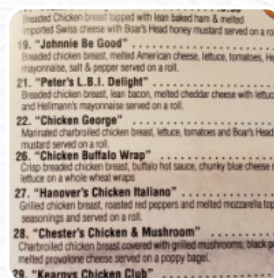 Breaded Chicken breast topped with lean baked ham & melted
imported Swiss cheese with Boar's Head honey mustard served on a rol
19. "Johnnie Be Good" ..................
Breaded chicken breast, melted American cheese, lettuce, tomatoes, He
mayonnaise, salt & pepper served on a roll.
21. "Peter's L.B.I. Delight" ................
Breaded chicken breast, lean bacon, melted cheddar cheese with lettuc
and Hellmann's mayonnaise served on a roll.
22. "Chicken George" ..................
Marinated charbroiled chicken breast, lettuce, tomatoes and Boar's Head
mustard served on a roll.
26. "Chicken Buffalo Wrap" ...............
Crisp breaded chicken breast, buffalo hot sauce, chunky blue cheese d
lettuce on a whole wheat wraps
27. "Hanover's Chicken Italiano" ..........
Grilled chicken breast, roasted red peppers and melted mozzarella top
seasonings and served on a roll.
28. "Chester's Chicken & Mushroom" ......
Charbroiled chicken breast covered with grilled mushrooms, black p
melted provolone cheese served on a poppy bagel.
29. "Kearnys Chicken Club" ..........